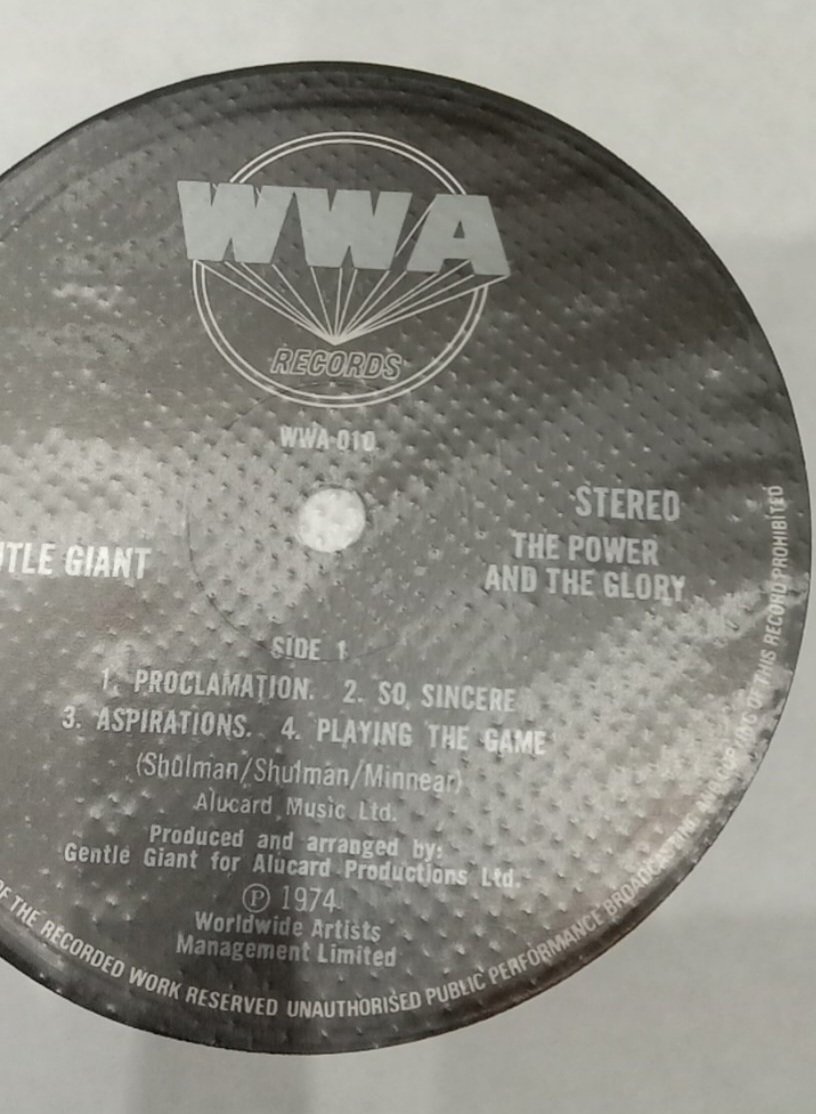 WWA
RECORDS
WWA 010
STEREO
THE POWER
AND THE GLORY
TLE GIANT
SIDE 1
1. PROCLAMATION. 2. SO SINCERE
3. ASPIRATIONS. 4. PLAYING THE GAME
(Shulman/Shulman/Minnear)
Alucard Music Ltd.
Produced and arranged by:
Gentle Giant for Alucard Productions Ltd.
Ⓟ 1974
Worldwide Artists
Management Limited
OF THE RECORDED WORK RESERVED UNAUTHORISED PUBLIC PERFORMANCE BROADCASTING AND COPYING OF THIS RECORD PROHIBITED